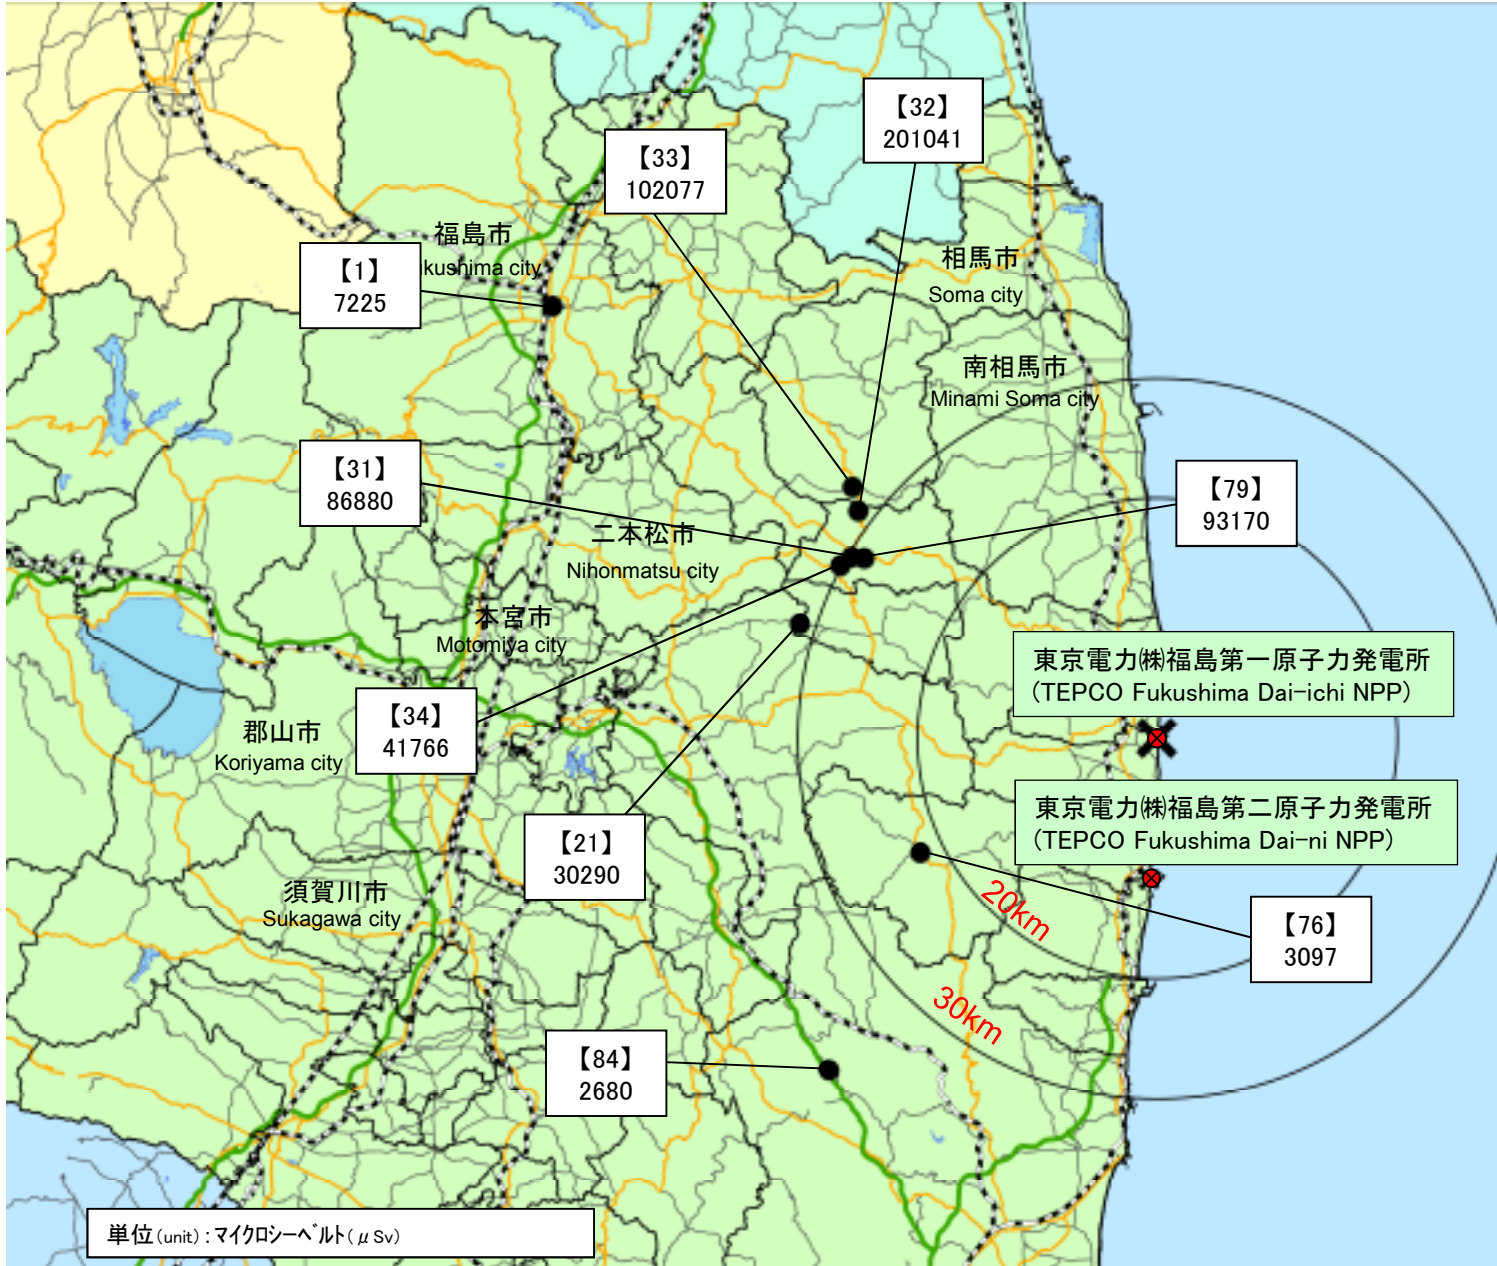 【32】
201041
【33】
102077
福島市
kushima city
【1】
7225
相馬市
Soma city
南相馬市
Minami Soma city
【31】
86880
【79】
93170
二本松市
Nihonmatsu city
本宮市
Motomiya city
東京電力㈱福島第一原子力発電所
(TEPCO Fukushima Dai-ichi NPP)
【34】
41766
郡山市
Koriyama city
東京電力㈱福島第二原子力発電所
(TEPCO Fukushima Dai-ni NPP)
【21】
30290
須賀川市
Sukagawa city
20km
【76】
3097
30km
【84】
2680
単位(unit):マイクロシーベルト(μSv)